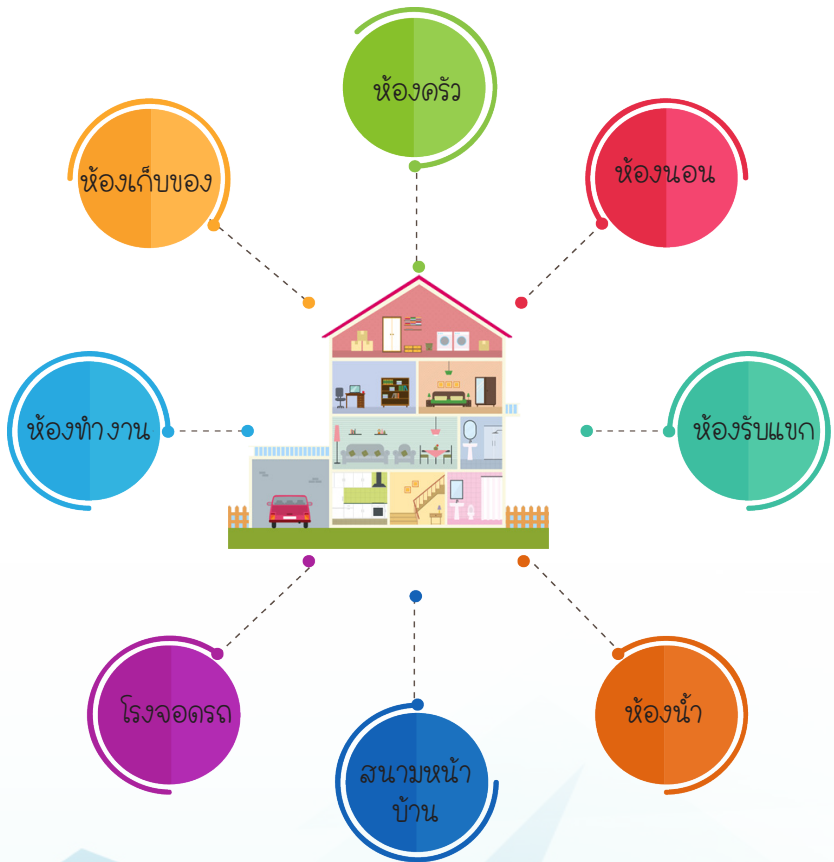 ห้องครัว
ห้องเก็บของ
ห้องนอน
ห้องทำงาน
ห้องรับแขก
โรงจอดรถ
ห้องน้ำ
สนามหน้า
บ้าน